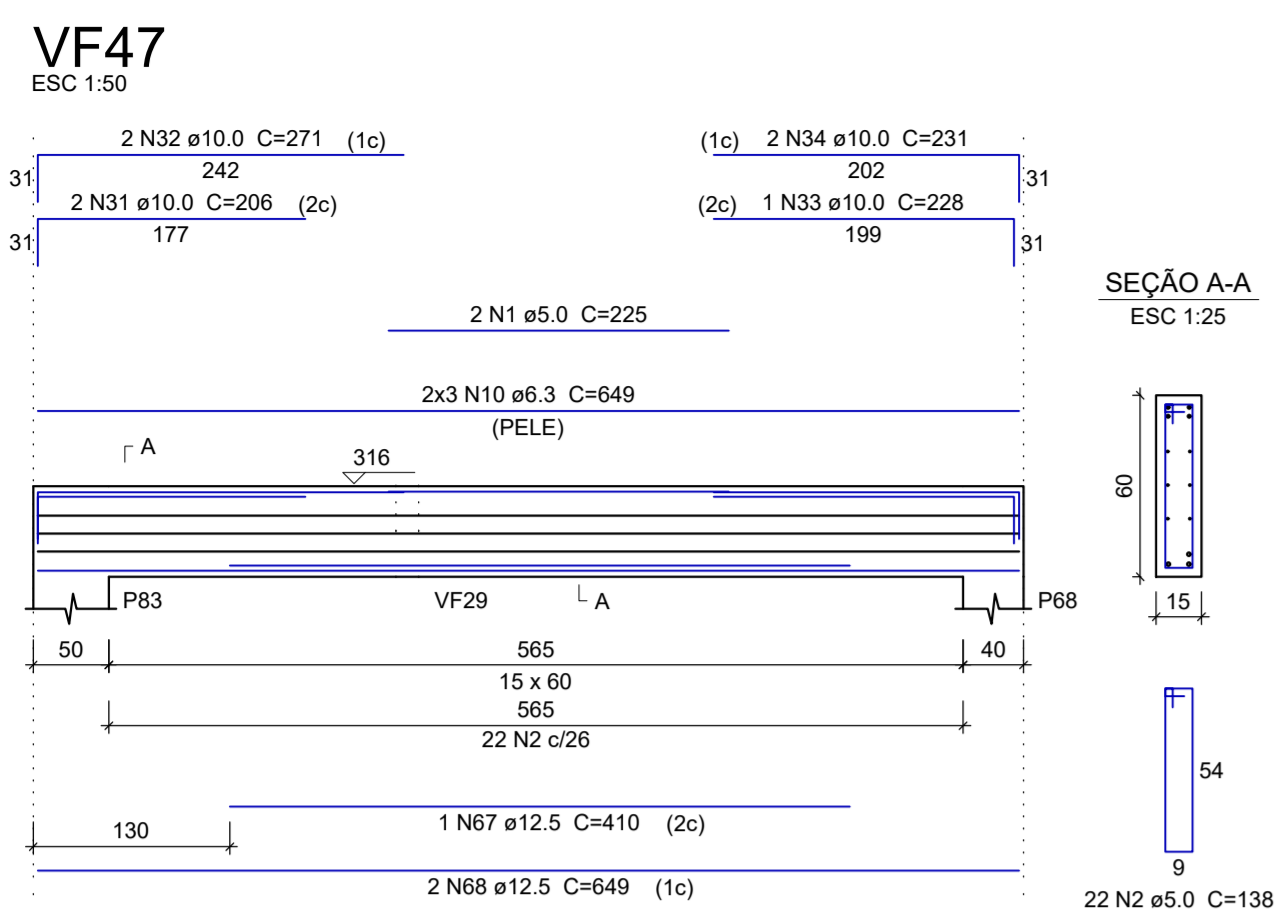 VF47
ESC 1:50
2 N32 ø10.0 C=271 (1c)
242
31
(1c) 2 N34 ø10.0 C=231
202
31
2 N31 ø10.0 C=206 (2c)
177
31
(2c) 1 N33 ø10.0 C=228
199
31
2 N1 ø5.0 C=225
2x3 N10 ø6.3 C=649
(PELE)
A
316
P83
VF29
A
P68
50
565
40
15 x 60
565
22 N2 c/26
1 N67 ø12.5 C=410 (2c)
130
2 N68 ø12.5 C=649 (1c)
SEÇÃO A-A
ESC 1:25
60
15
54
9
22 N2 ø5.0 C=138